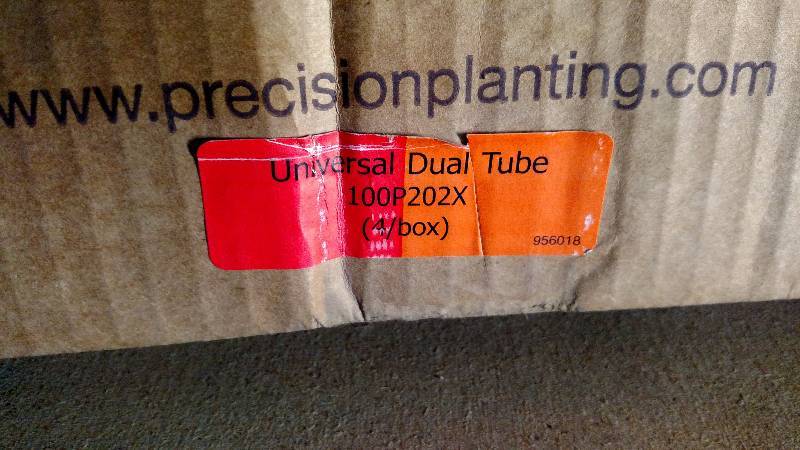 www.precisionplanting.com
Universal Dual Tube
100P202X
(4/box)
956018